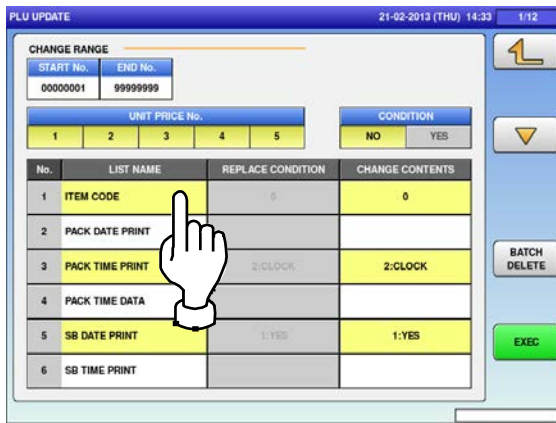 PLU UPDATE 21-02-2013 (THU) 14:33 1/12
CHANGE RANGE
START No. END No.
00000001 99999999
UNIT PRICE No. CONDITION
1 2 3 4 5 NO YES
No. LIST NAME REPLACE CONDITION CHANGE CONTENTS
1 ITEM CODE 0 0
2 PACK DATE PRINT
3 PACK TIME PRINT 2:CLOCK 2:CLOCK
4 PACK TIME DATA
5 SB DATE PRINT 1:YES 1:YES
6 SB TIME PRINT
BATCH
DELETE
EXEC